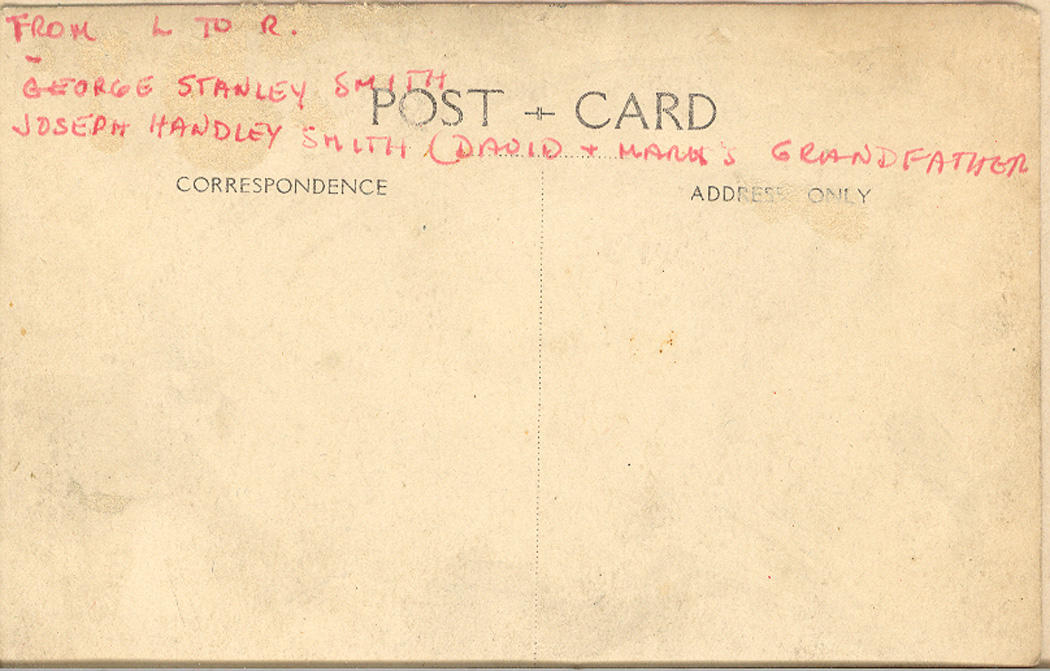 FROM L TO R.
GEORGE STANLEY SMITH
POST CARD
JOSEPH HANDLEY SMITH (DAVID + MARK'S GRANDFATHER
CORRESPONDENCE
ADDRESS ONLY